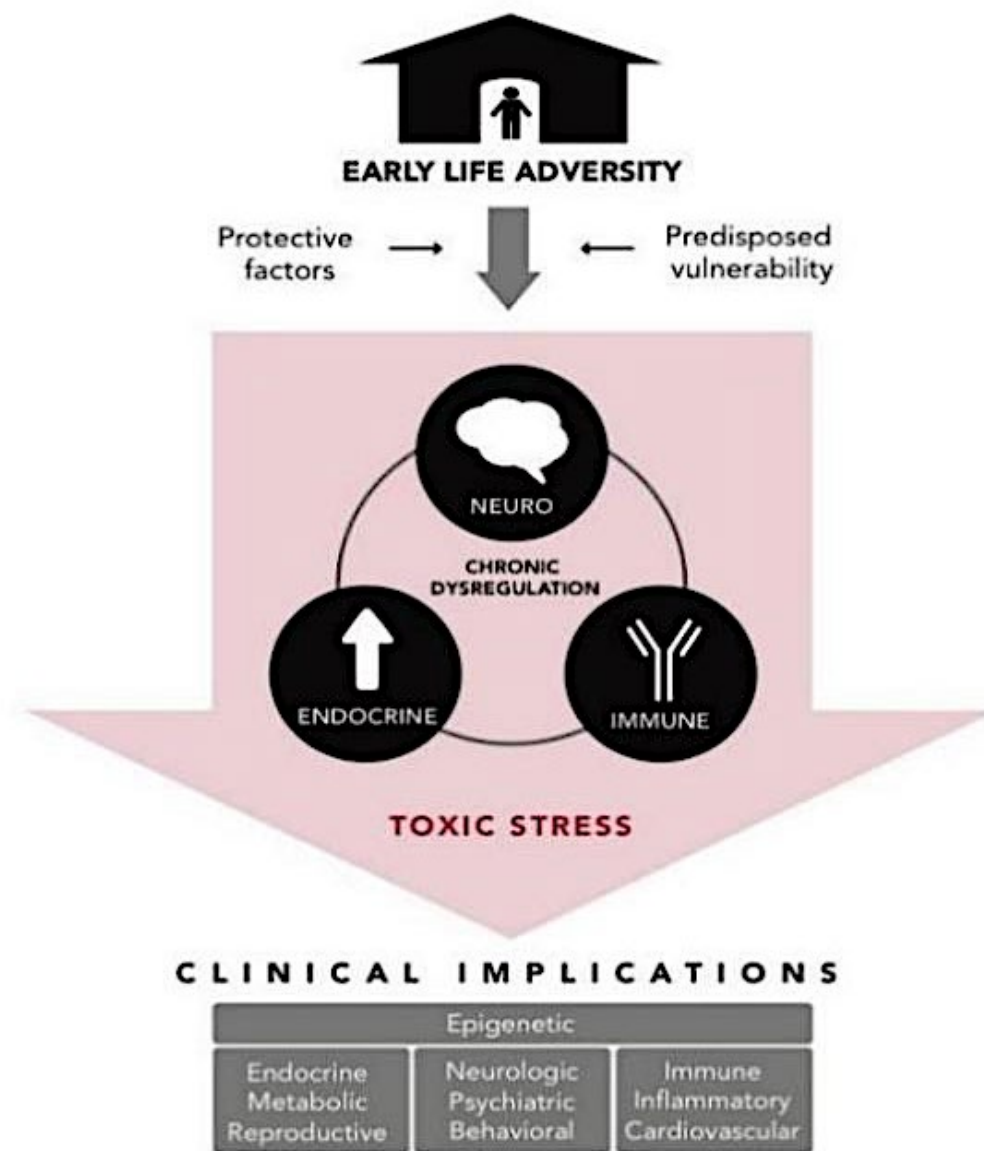 EARLY LIFE ADVERSITY
Protective
factors
Predisposed
vulnerability
NEURO
CHRONIC
DYSREGULATION
ENDOCRINE
IMMUNE
TOXIC STRESS
CLINICAL IMPLICATIONS
Epigenetic
Endocrine
Metabolic
Reproductive
Neurologic
Psychiatric
Behavioral
Immune
Inflammatory
Cardiovascular